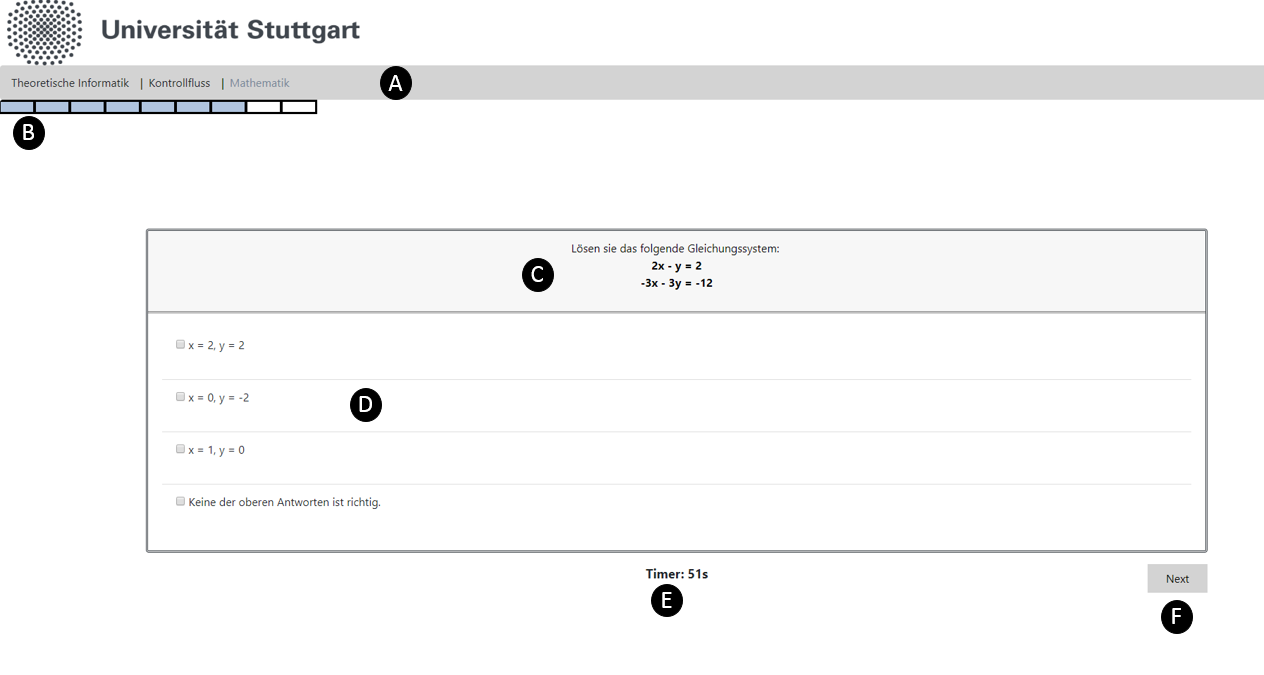 Universität Stuttgart
Theoretische Informatik | Kontrollfluss | Mathematik
A
B
Lösen sie das folgende Gleichungssystem:
2x - y = 2
-3x - 3y = -12
C
x = 2, y = 2
x = 0, y = -2
D
x = 1, y = 0
Keine der oberen Antworten ist richtig.
Timer: 51s
Next
E
F